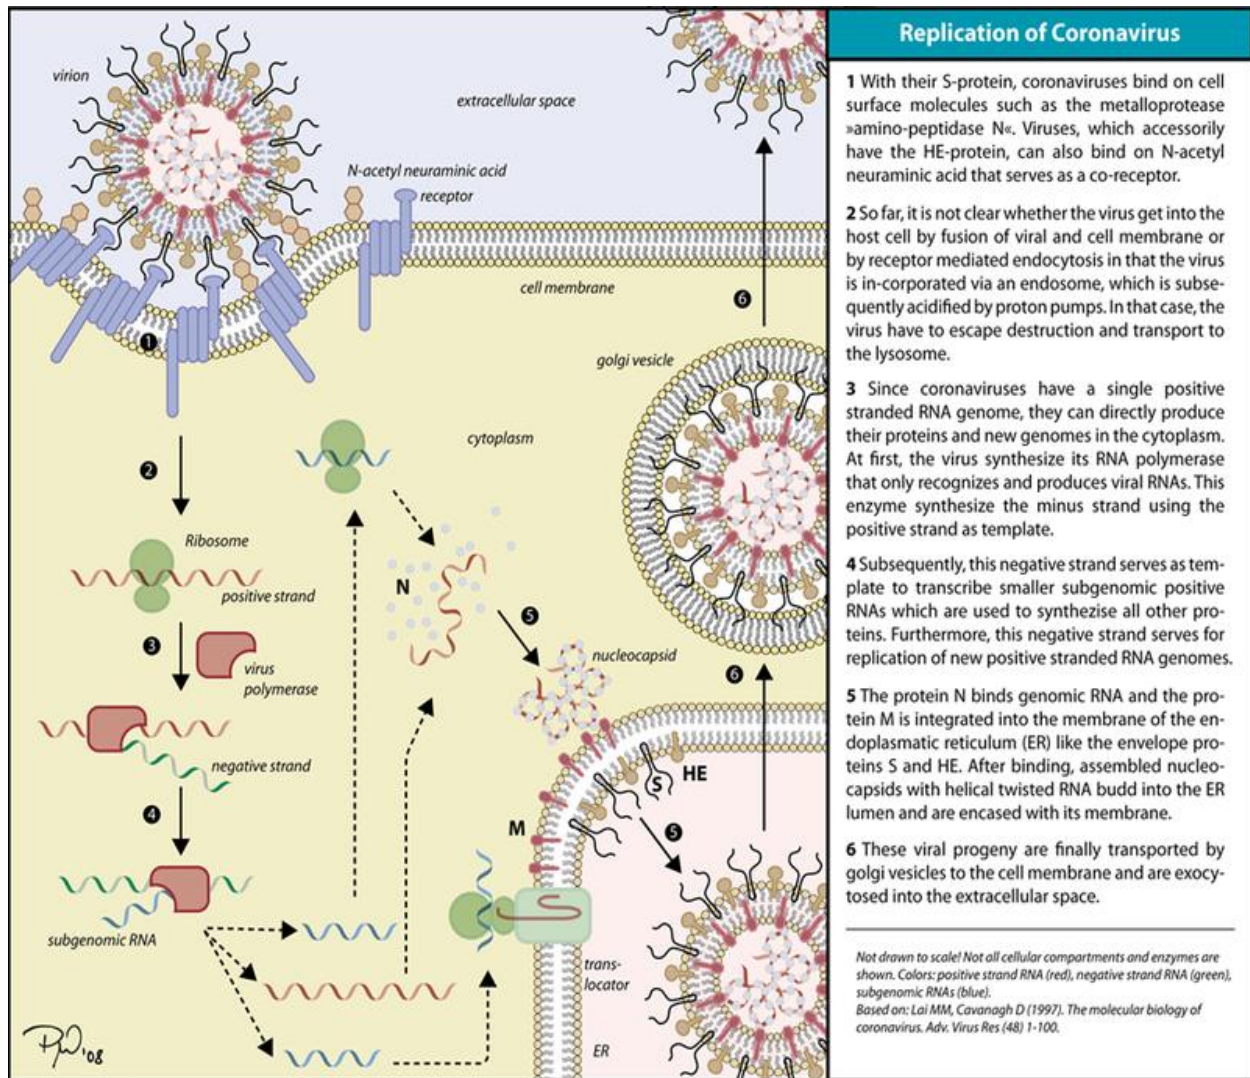 virion
extracellular space
N-acetyl neuraminic acid
receptor
cell membrane
1
6
golgi vesicle
cytoplasm
2
Ribosome
positive strand
N
5
nucleocapsid
3
virus
polymerase
6
negative strand
S
HE
4
M
5
subgenomic RNA
trans-
locator
ER
'08
Replication of Coronavirus
1 With their S-protein, coronaviruses bind on cell
surface molecules such as the metalloprotease
»amino-peptidase N«. Viruses, which accessorily
have the HE-protein, can also bind on N-acetyl
neuraminic acid that serves as a co-receptor.
2 So far, it is not clear whether the virus get into the
host cell by fusion of viral and cell membrane or
by receptor mediated endocytosis in that the virus
is in-corporated via an endosome, which is subse-
quently acidified by proton pumps. In that case, the
virus have to escape destruction and transport to
the lysosome.
3 Since coronaviruses have a single positive
stranded RNA genome, they can directly produce
their proteins and new genomes in the cytoplasm.
At first, the virus synthesize its RNA polymerase
that only recognizes and produces viral RNAs. This
enzyme synthesize the minus strand using the
positive strand as template.
4 Subsequently, this negative strand serves as tem-
plate to transcribe smaller subgenomic positive
RNAs which are used to synthezise all other pro-
teins. Furthermore, this negative strand serves for
replication of new positive stranded RNA genomes.
5 The protein N binds genomic RNA and the pro-
tein M is integrated into the membrane of the en-
doplasmatic reticulum (ER) like the envelope pro-
teins S and HE. After binding, assembled nucleo-
capsids with helical twisted RNA budd into the ER
lumen and are encased with its membrane.
6 These viral progeny are finally transported by
golgi vesicles to the cell membrane and are exocy-
tosed into the extracellular space.
Not drawn to scale! Not all cellular compartments and enzymes are
shown. Colors: positive strand RNA (red), negative strand RNA (green),
subgenomic RNAs (blue).
Based on: Lai MM, Cavanagh D (1997). The molecular biology of
coronavirus. Adv. Virus Res (48) 1-100.